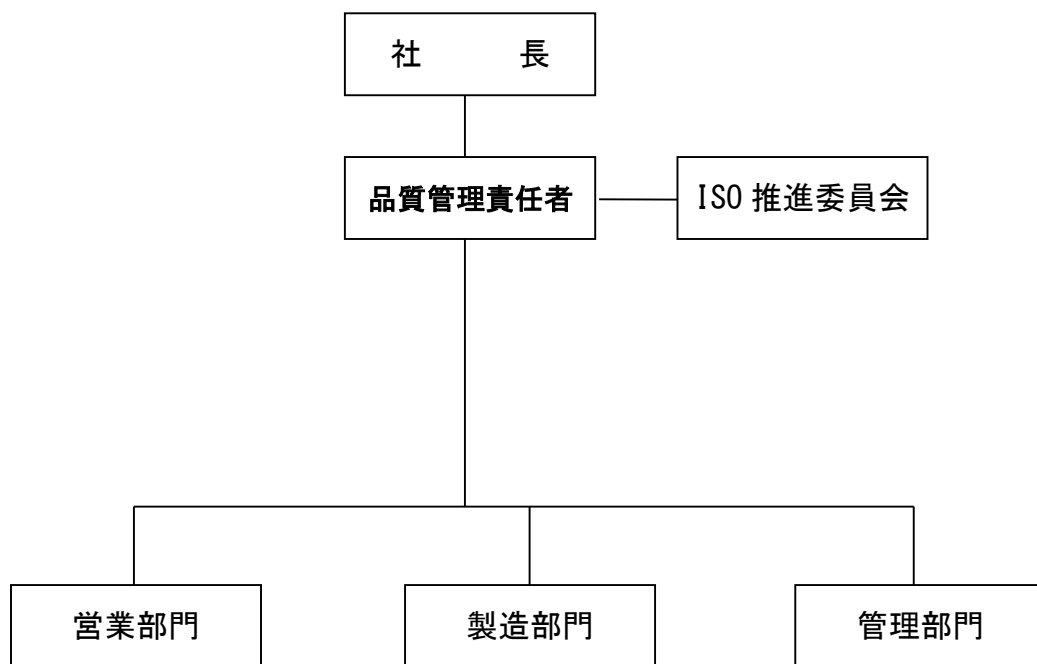 社　　　長
品質管理責任者
ISO 推進委員会
営業部門
製造部門
管理部門